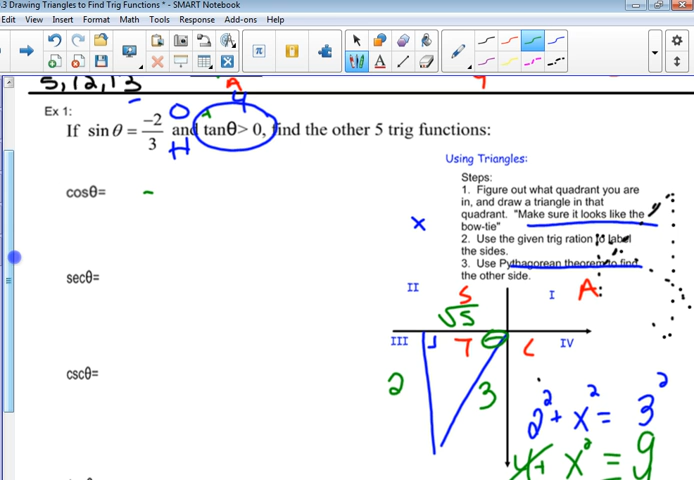 .3 Drawing Triangles to Find Trig Functions * - SMART Notebook
View Insert Format Math Tools Response Add-ons Help
π
A
5, 12, 13
A
4
7
Ex 1:
If sin θ = -2/3 and tanθ > 0, find the other 5 trig functions:
O
H
A
Using Triangles:
Steps:
1. Figure out what quadrant you are
in, and draw a triangle in that
quadrant. "Make sure it looks like the
bow-tie"
2. Use the given trig ration to label
the sides.
3. Use Pythagorean theorem to find
the other side.
cosθ= -
x
secθ=
II
S
I
A
√5
III
T
θ
C
IV
cscθ=
2
3
2² + x² = 3²
4 + x² = 9